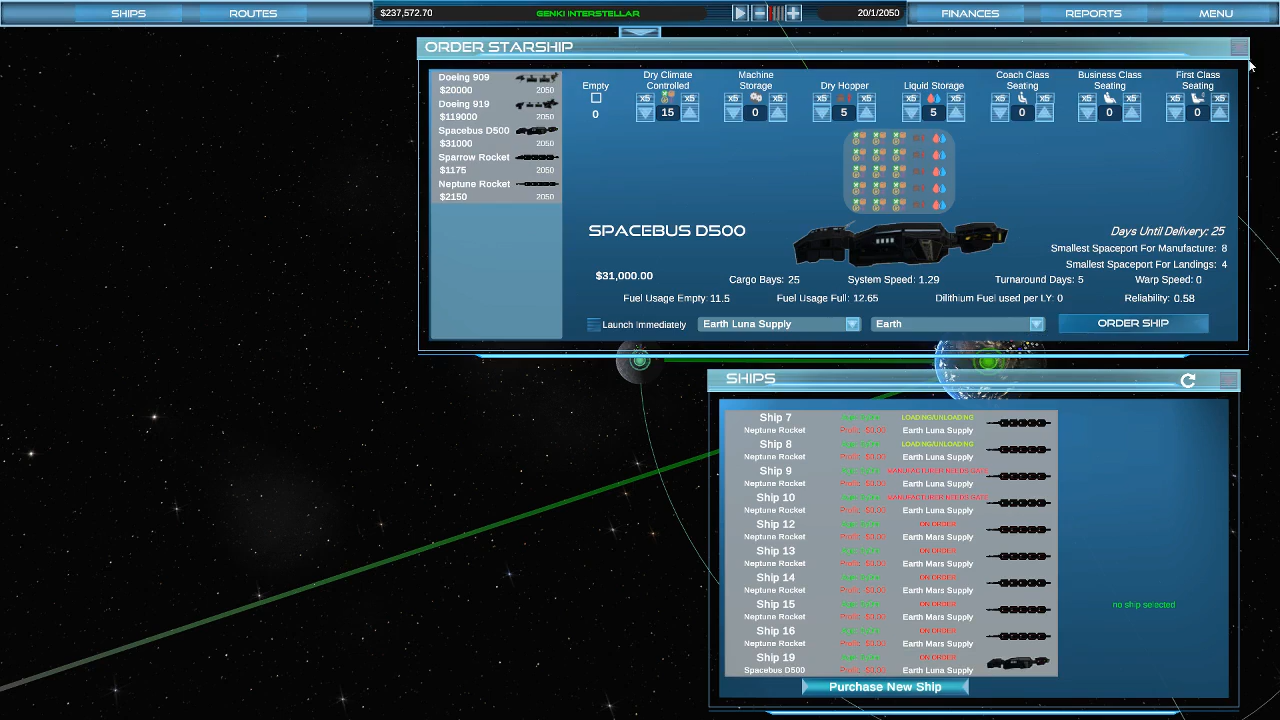 SHIPS
ROUTES
$237,572.70
GENKI INTERSTELLAR
20/1/2050
FINANCES
REPORTS
MENU
ORDER STARSHIP
Doeing 909
$20000 2050
Doeing 919
$119000 2050
Spacebus D500
$31000 2050
Sparrow Rocket
$1175 2050
Neptune Rocket
$2150 2050
Empty
0
Dry Climate
Controlled
x5 x5
15
Machine
Storage
x5 x5
0
Dry Hopper
x5 x5
5
Liquid Storage
x5 x5
5
Coach Class
Seating
x5 x5
0
Business Class
Seating
x5 x5
0
First Class
Seating
x5 x5
0
SPACEBUS D500
Days Until Delivery: 25
Smallest Spaceport For Manufacture: 8
Smallest Spaceport For Landings: 4
$31,000.00
Cargo Bays: 25 System Speed: 1.29 Turnaround Days: 5 Warp Speed: 0
Fuel Usage Empty: 11.5 Fuel Usage Full: 12.65 Dilithium Fuel used per LY: 0 Reliability: 0.58
Launch Immediately Earth Luna Supply Earth ORDER SHIP
SHIPS
Ship 7 LOADING/UNLOADING
Neptune Rocket Profit: $0.00 Earth Luna Supply
Ship 8 LOADING/UNLOADING
Neptune Rocket Profit: $0.00 Earth Luna Supply
Ship 9 MANUFACTURER NEEDS GATE
Neptune Rocket Profit: $0.00 Earth Luna Supply
Ship 10 MANUFACTURER NEEDS GATE
Neptune Rocket Profit: $0.00 Earth Luna Supply
Ship 12 ON ORDER
Neptune Rocket Profit: $0.00 Earth Mars Supply
Ship 13 ON ORDER
Neptune Rocket Profit: $0.00 Earth Mars Supply
Ship 14 ON ORDER
Neptune Rocket Profit: $0.00 Earth Mars Supply
Ship 15 ON ORDER
Neptune Rocket Profit: $0.00 Earth Mars Supply
Ship 16 ON ORDER
Neptune Rocket Profit: $0.00 Earth Mars Supply
Ship 19 ON ORDER
Spacebus D500 Profit: $0.00 Earth Luna Supply
no ship selected
Purchase New Ship